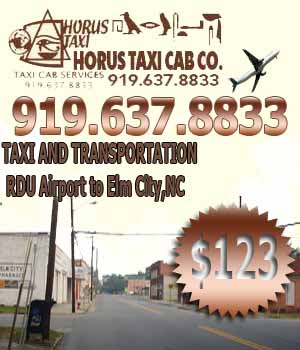 HORUS
TAXI
TAXI CAB SERVICES
919.637.8833
HORUS TAXI CAB CO.
919.637.8833
919.637.8833
TAXI AND TRANSPORTATION
RDU Airport to Elm City,NC
$123